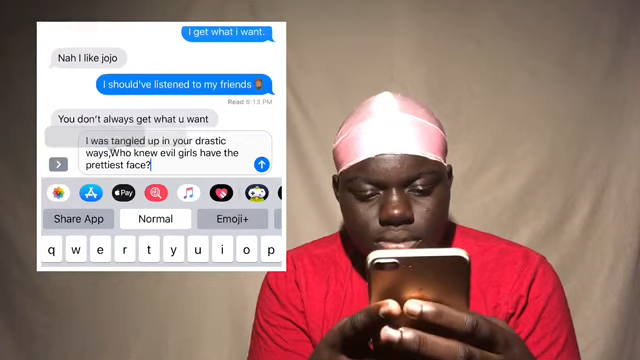 I get what i want.
Nah I like jojo
I should've listened to my friends 🤦🏾‍♂️
Read 6:13 PM
You don't always get what u want
I was tangled up in your drastic
ways,Who knew evil girls have the
prettiest face?
Pay
Share App Normal Emoji+
q w e r t y u i o p